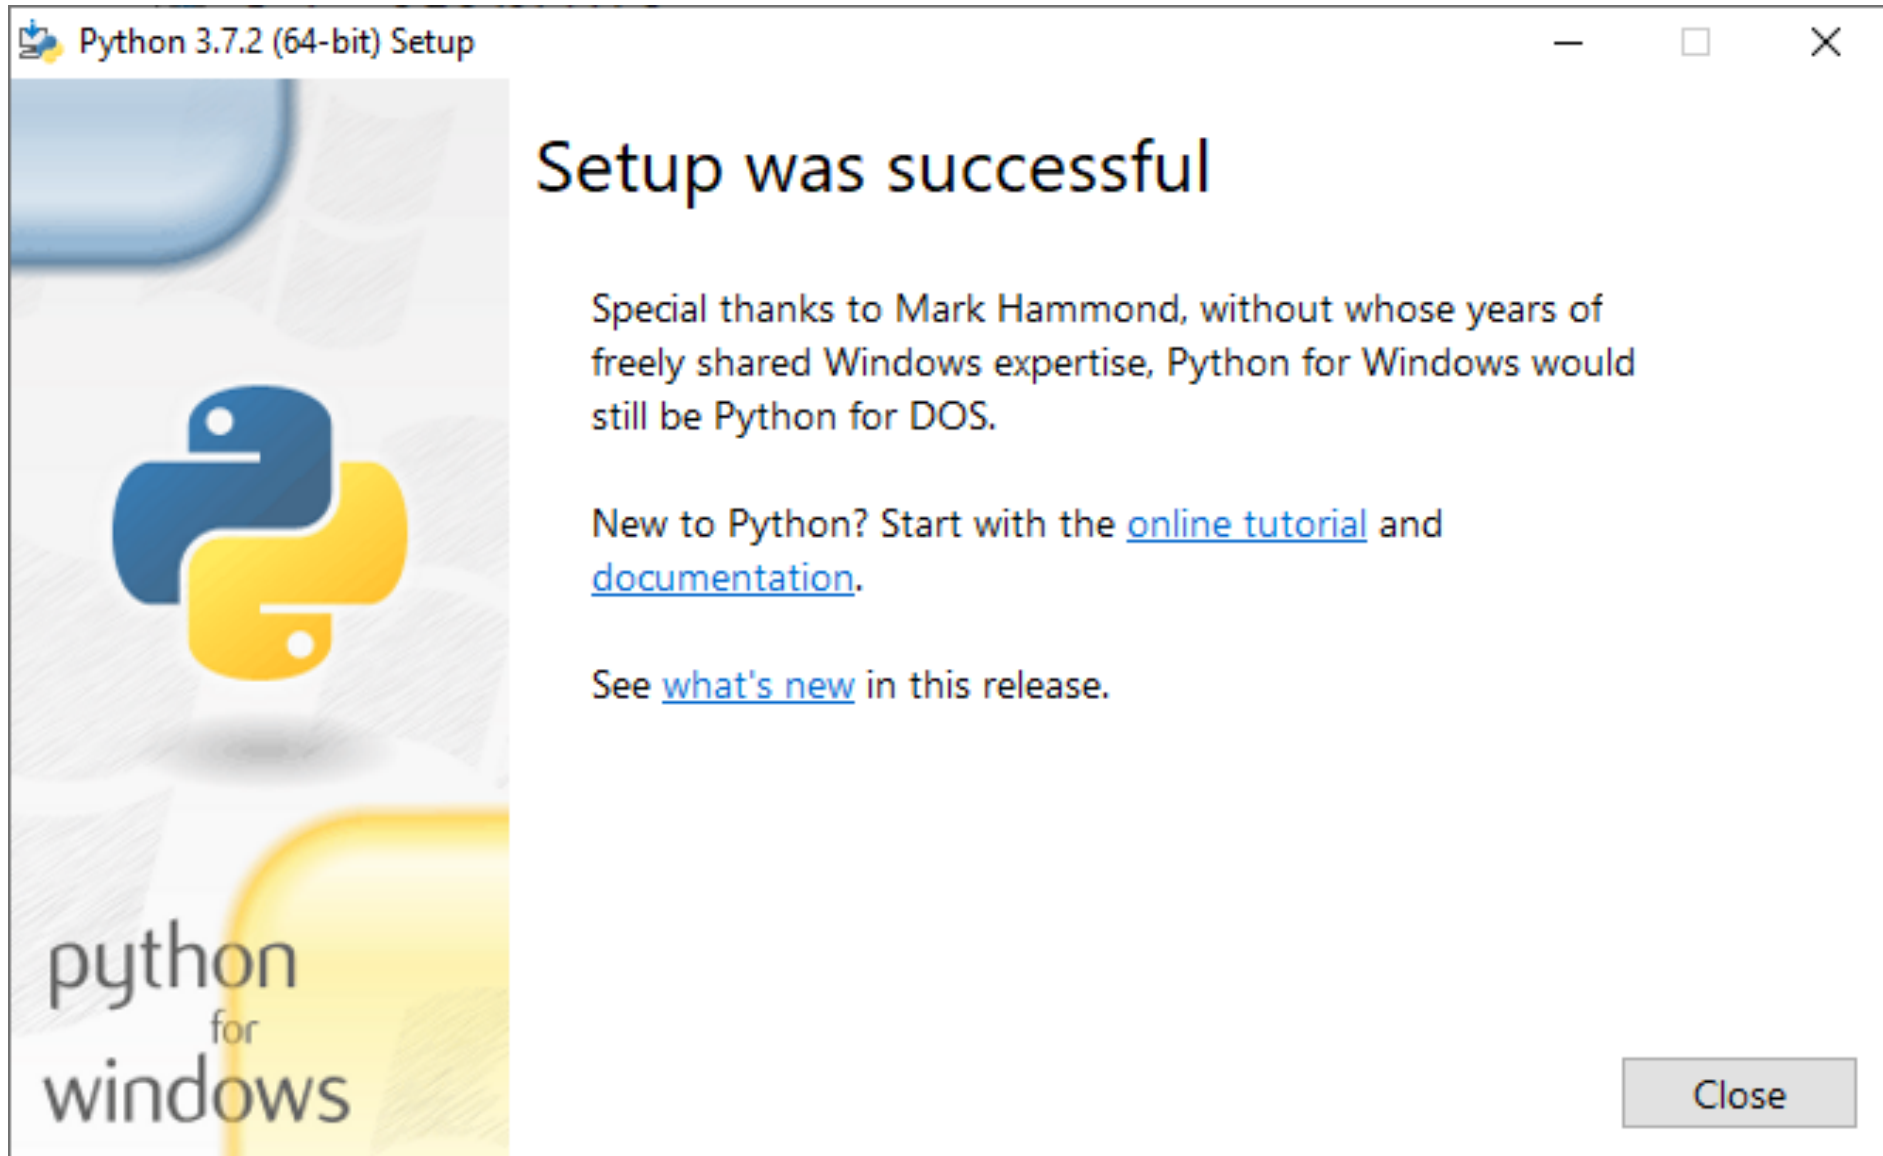 Python 3.7.2 (64-bit) Setup
Setup was successful
Special thanks to Mark Hammond, without whose years of
freely shared Windows expertise, Python for Windows would
still be Python for DOS.
New to Python? Start with the online tutorial and
documentation.
See what's new in this release.
python
for
windows
Close